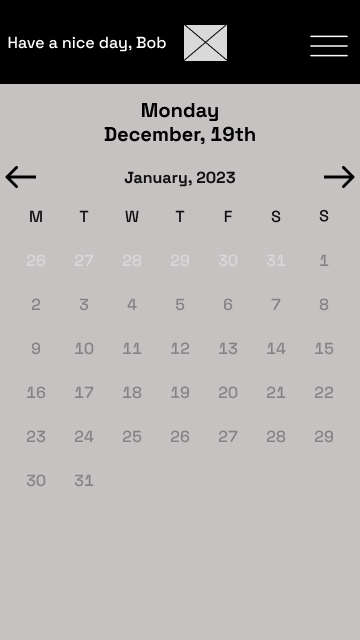 Have a nice day, Bob
Monday
December, 19th
January, 2023
M T W T F S S
26 27 28 29 30 31 1
2 3 4 5 6 7 8
9 10 11 12 13 14 15
16 17 18 19 20 21 22
23 24 25 26 27 28 29
30 31